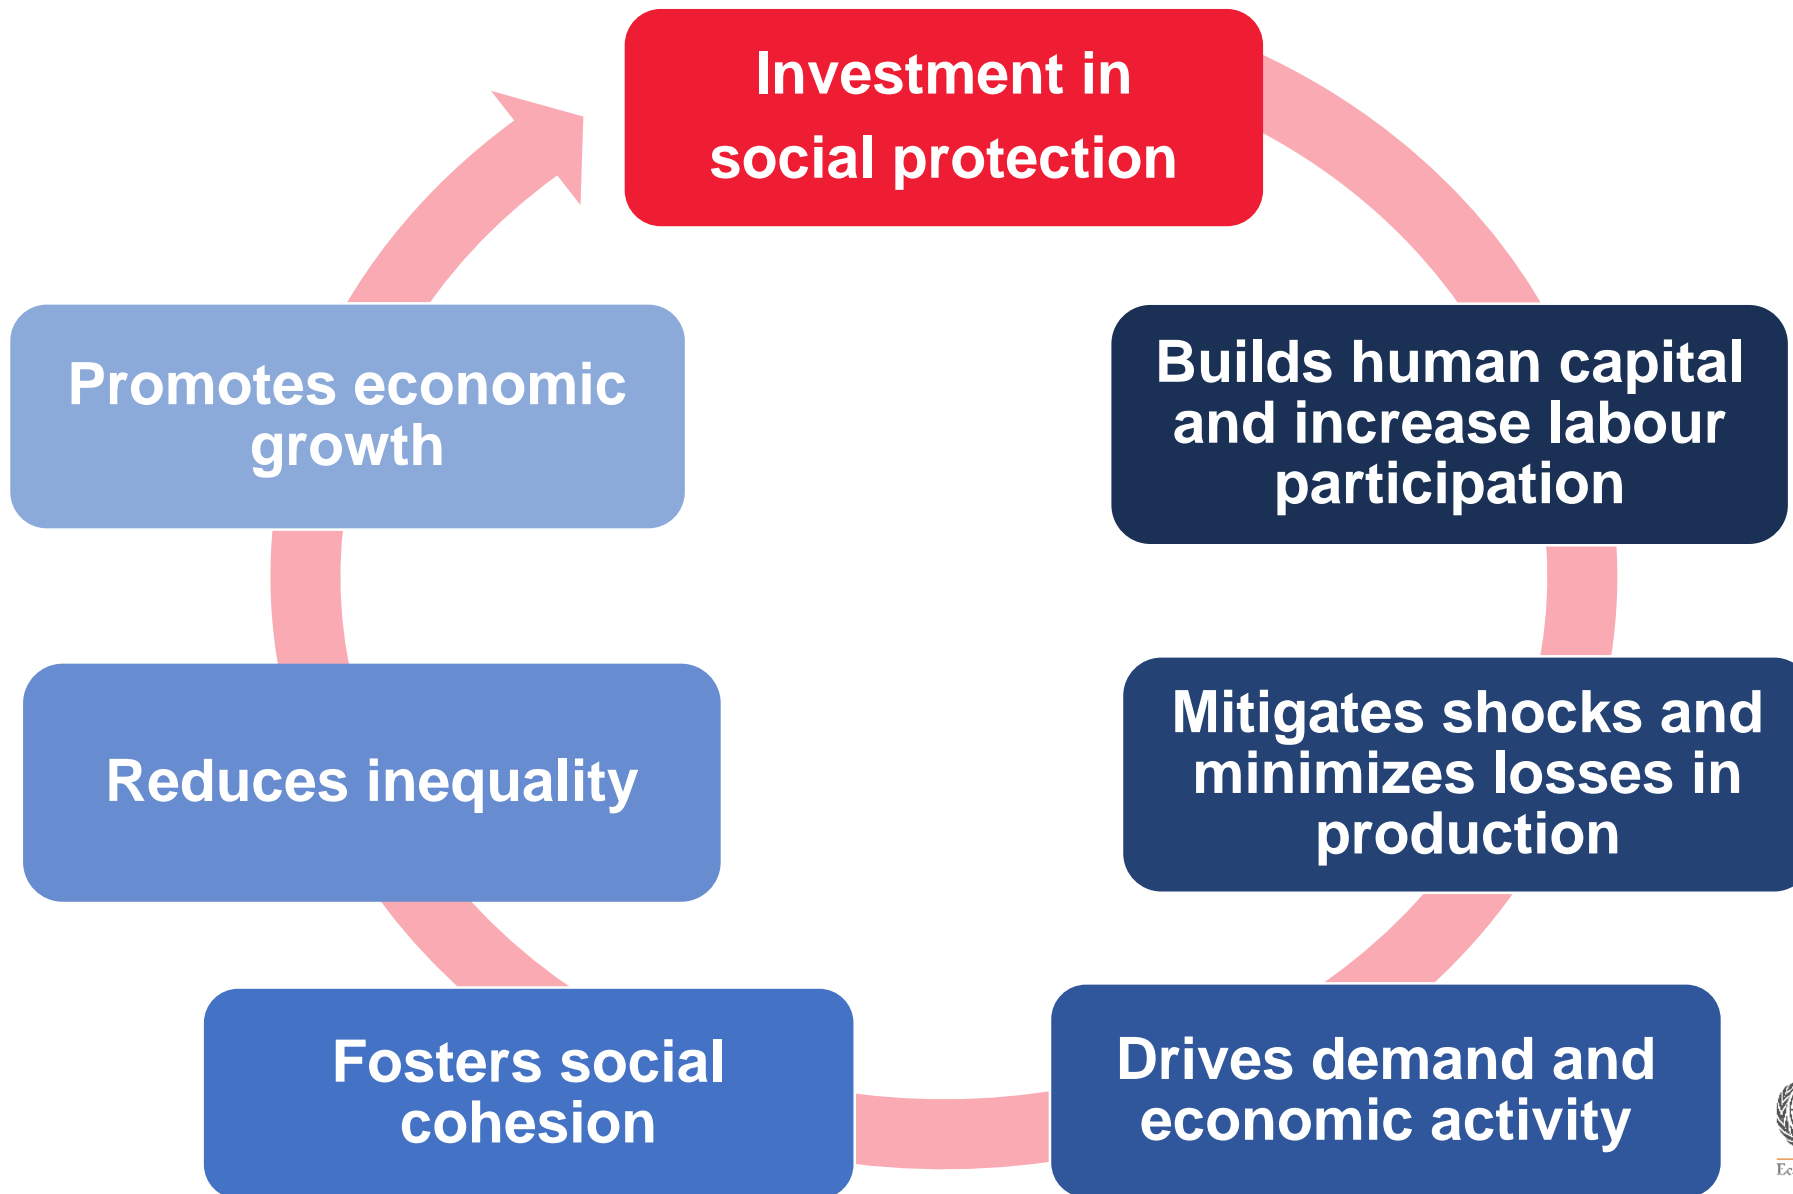 Investment in
social protection
Builds human capital
and increase labour
participation
Mitigates shocks and
minimizes losses in
production
Drives demand and
economic activity
Fosters social
cohesion
Reduces inequality
Promotes economic
growth